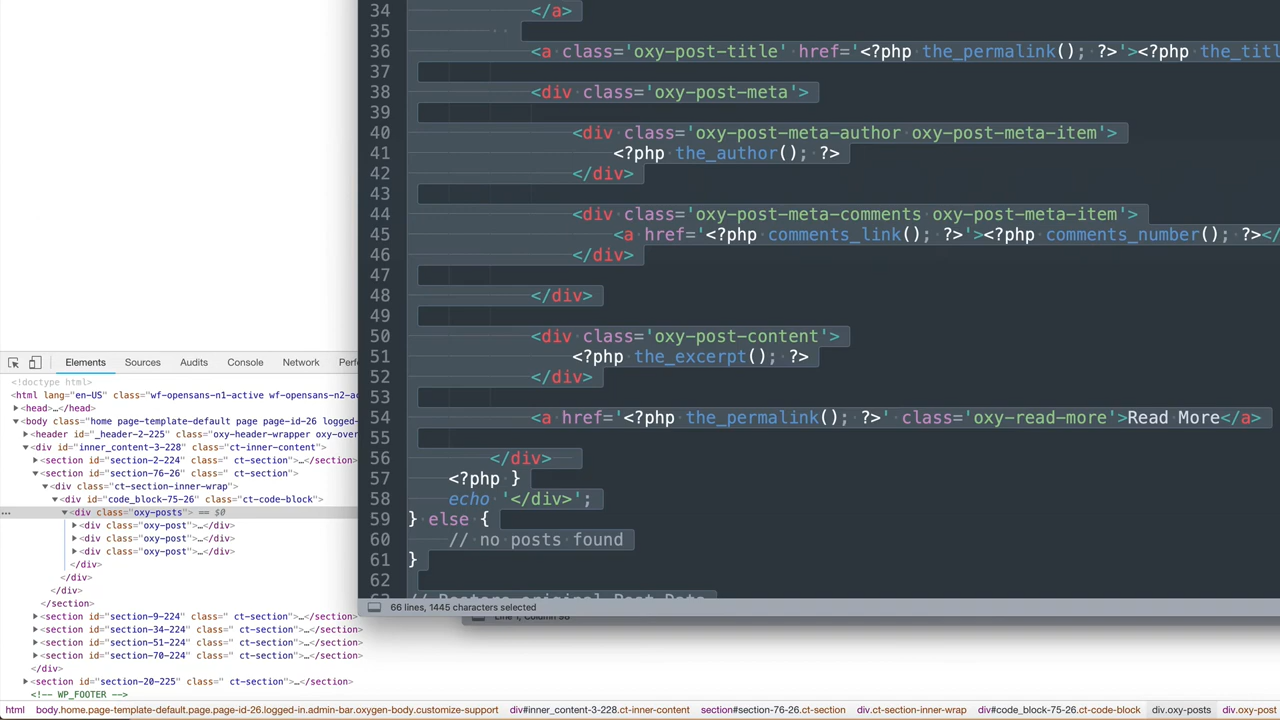 34 </a>
35
36 <a class='oxy-post-title' href='<?php the_permalink(); ?>'><?php the_titl
37
38 <div class='oxy-post-meta'>
39
40 <div class='oxy-post-meta-author oxy-post-meta-item'>
41 <?php the_author(); ?>
42 </div>
43
44 <div class='oxy-post-meta-comments oxy-post-meta-item'>
45 <a href='<?php comments_link(); ?>'><?php comments_number(); ?></
46 </div>
47
48 </div>
49
50 <div class='oxy-post-content'>
51 <?php the_excerpt(); ?>
52 </div>
53
54 <a href='<?php the_permalink(); ?>' class='oxy-read-more'>Read More</a>
55
56 </div>
57 <?php }
58 echo '</div>';
59 } else {
60 // no posts found
61 }
62
63 // Restore original Post Data
66 lines, 1445 characters selected
Line 1, Column 98
Elements Sources Audits Console Network Perf
<!doctype html>
<html lang="en-US" class="wf-opensans-n1-active wf-opensans-n2-ac
<head>…</head>
<body class="home page-template-default page page-id-26 logged-
<header id="_header-2-225" class="oxy-header-wrapper oxy-over
<div id="inner_content-3-228" class="ct-inner-content">
<section id="section-2-224" class=" ct-section">…</section>
<section id="section-76-26" class=" ct-section">
<div class="ct-section-inner-wrap">
<div id="code_block-75-26" class="ct-code-block">
… <div class="oxy-posts"> == $0
<div class="oxy-post">…</div>
<div class="oxy-post">…</div>
<div class="oxy-post">…</div>
</div>
</div>
</div>
</section>
<section id="section-9-224" class=" ct-section">…</section>
<section id="section-34-224" class=" ct-section">…</section>
<section id="section-51-224" class=" ct-section">…</section>
<section id="section-70-224" class=" ct-section">…</section>
</div>
<section id="section-20-225" class=" ct-section">…</section>
<!-- WP_FOOTER -->
html body.home.page-template-default.page.page-id-26.logged-in.admin-bar.oxygen-body.customize-support div#inner_content-3-228.ct-inner-content section#section-76-26.ct-section div.ct-section-inner-wrap div#code_block-75-26.ct-code-block div.oxy-posts div.oxy-post